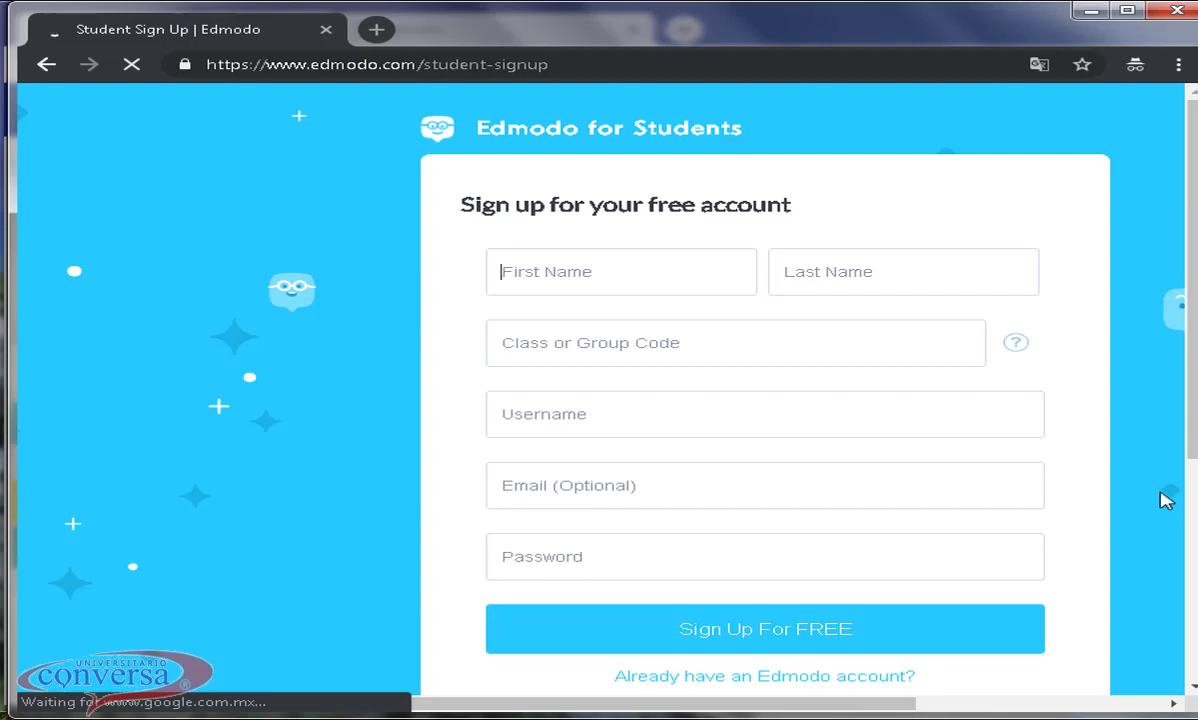 Student Sign Up | Edmodo
https://www.edmodo.com/student-signup
Edmodo for Students
Sign up for your free account
First Name
Last Name
Class or Group Code
?
Username
Email (Optional)
Password
Sign Up For FREE
Already have an Edmodo account?
UNIVERSITARIO
conversa
®
Waiting for www.google.com.mx...